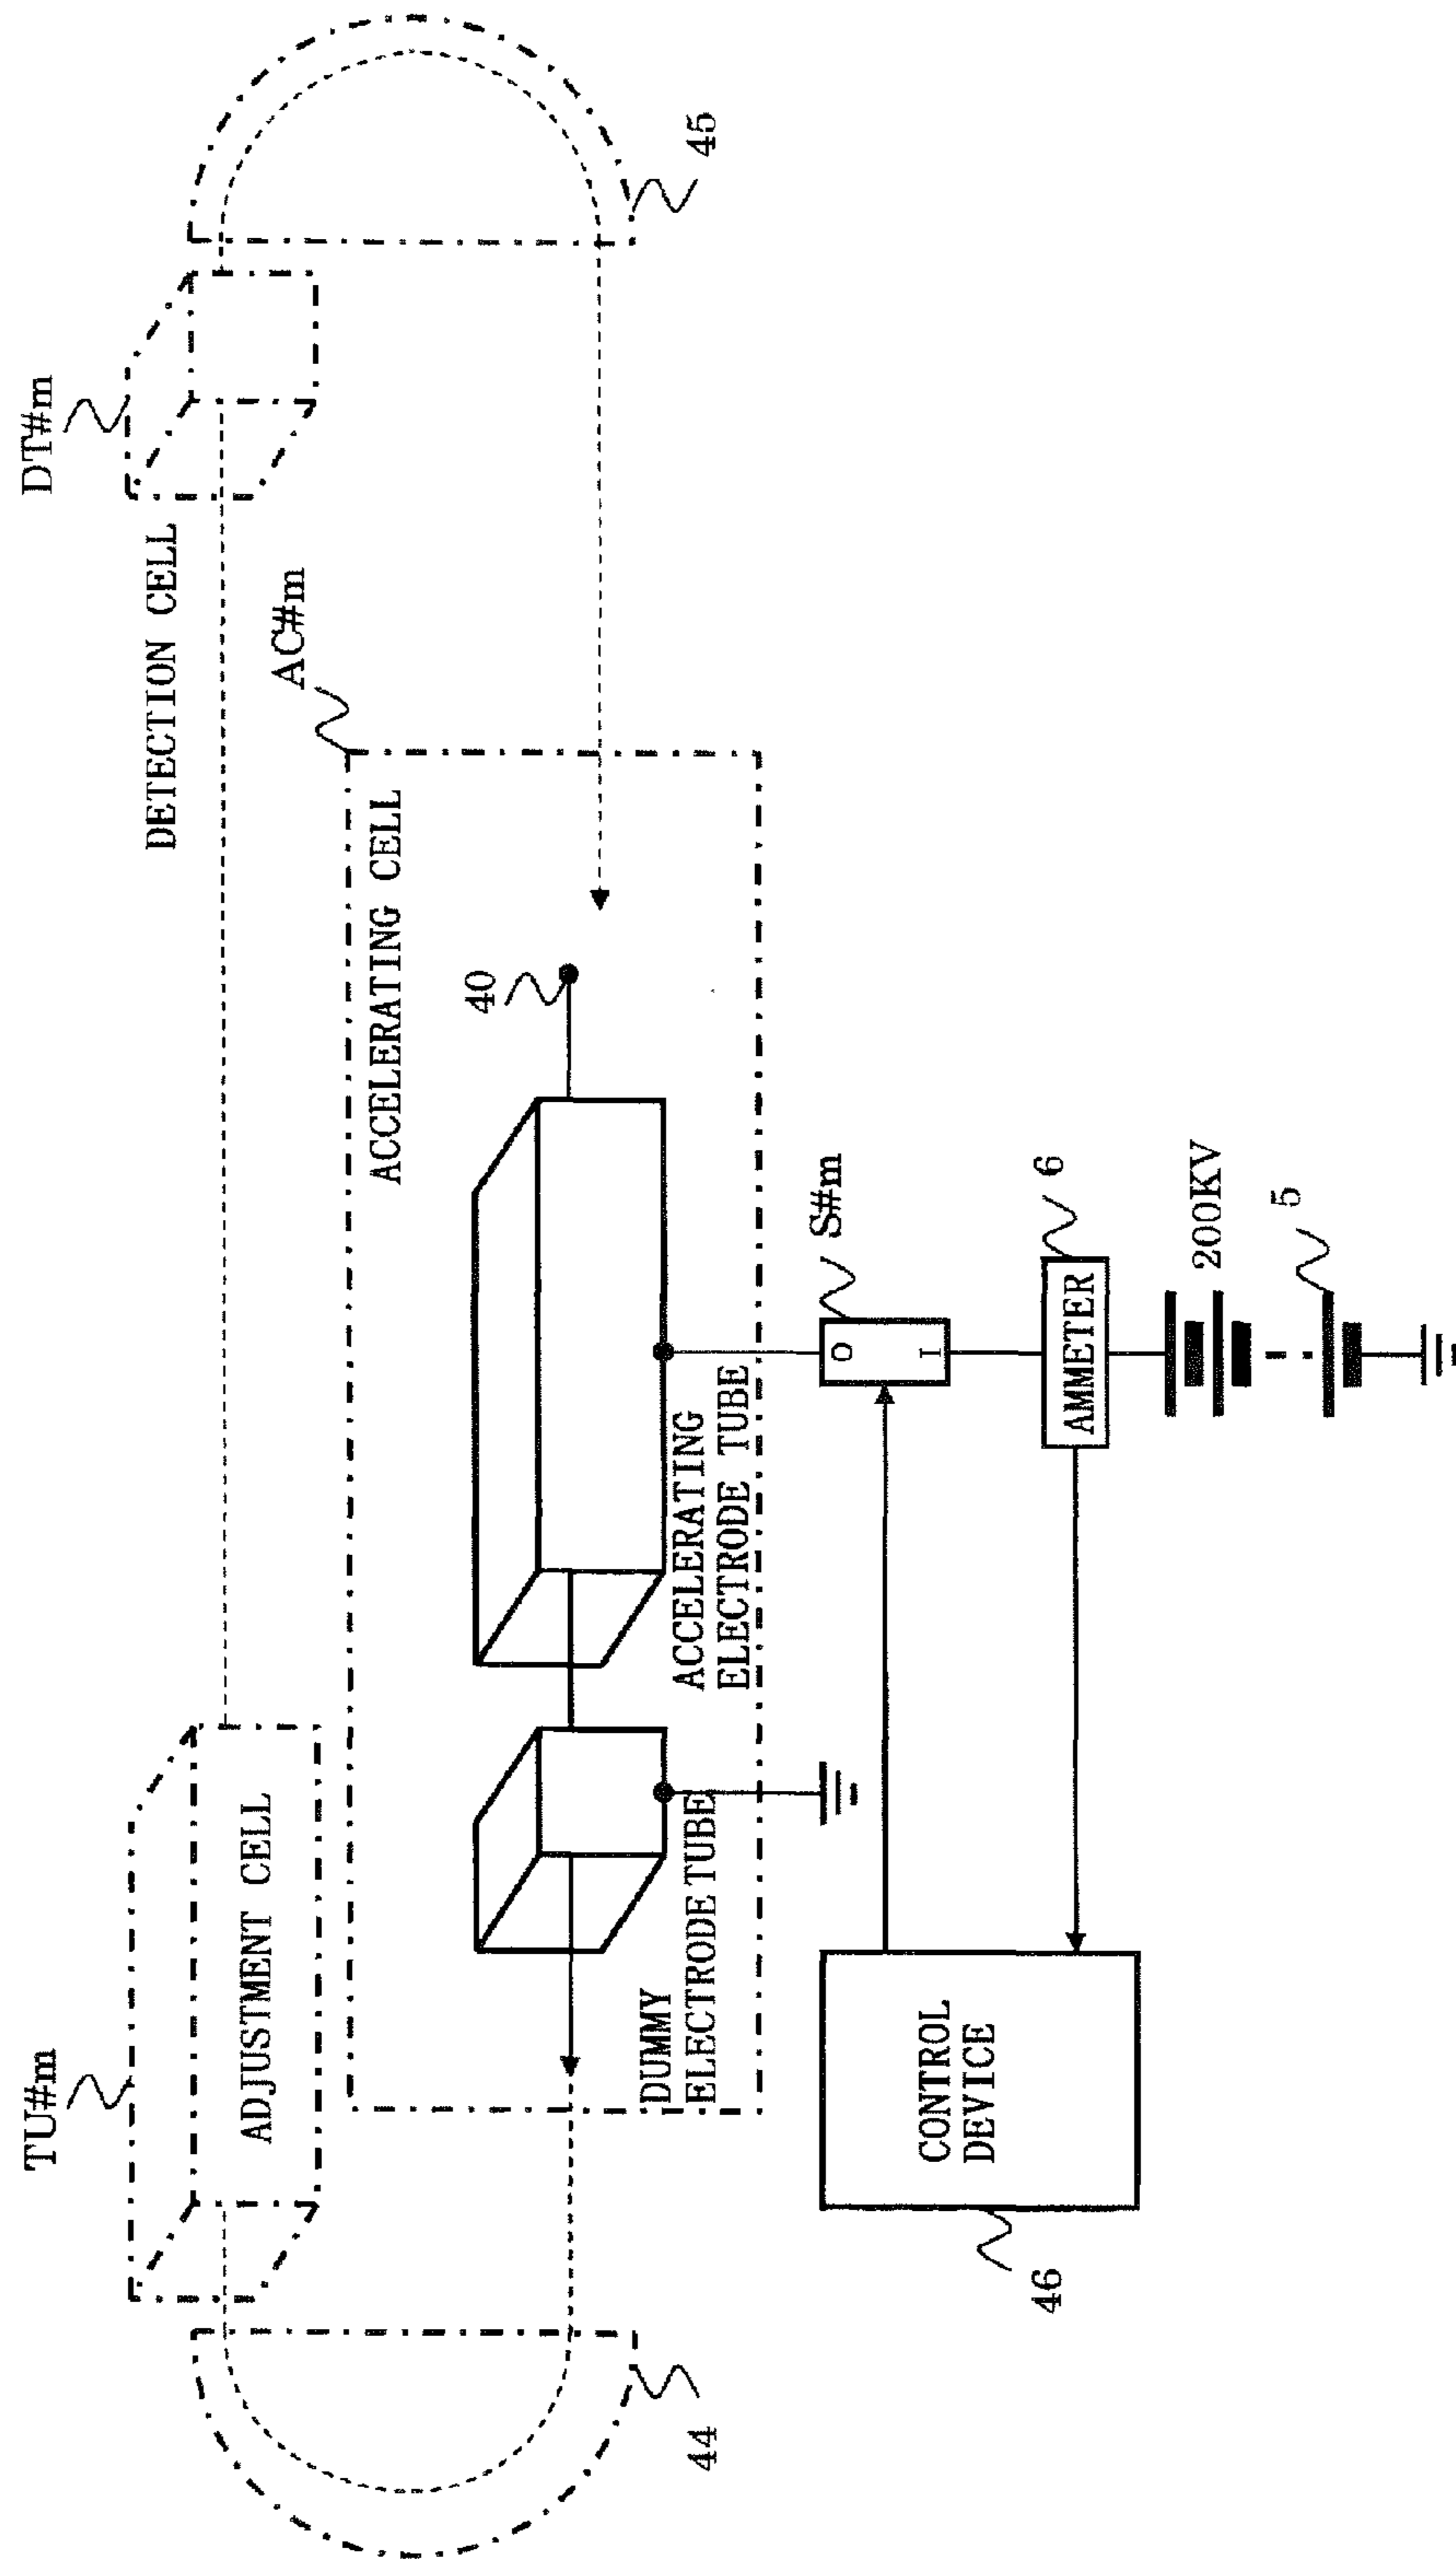 TU#m
DT#m
ADJUSTMENT CELL
DETECTION CELL
AC#m
ACCELERATING CELL
40
44
45
DUMMY
ELECTRODE TUBE
ACCELERATING
ELECTRODE TUBE
S#m
O
I
CONTROL
DEVICE
46
AMMETER
6
200KV
5